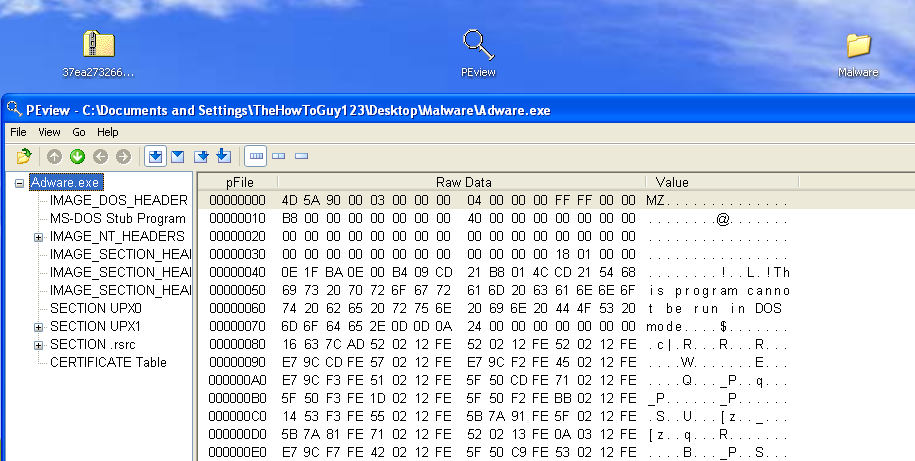 37ea273266...
PEview
Malware
PEview - C:\Documents and Settings\TheHowToGuy123\Desktop\Malware\Adware.exe
File View Go Help
Adware.exe
IMAGE_DOS_HEADER
MS-DOS Stub Program
IMAGE_NT_HEADERS
IMAGE_SECTION_HEAI
IMAGE_SECTION_HEAI
IMAGE_SECTION_HEAI
SECTION UPX0
SECTION UPX1
SECTION .rsrc
CERTIFICATE Table
pFile Raw Data Value
00000000 4D 5A 90 00 03 00 00 00 04 00 00 00 FF FF 00 00 MZ..............
00000010 B8 00 00 00 00 00 00 00 40 00 00 00 00 00 00 00 ........@.......
00000020 00 00 00 00 00 00 00 00 00 00 00 00 00 00 00 00 ................
00000030 00 00 00 00 00 00 00 00 00 00 00 00 18 01 00 00 ................
00000040 0E 1F BA 0E 00 B4 09 CD 21 B8 01 4C CD 21 54 68 ........!..L.!Th
00000050 69 73 20 70 72 6F 67 72 61 6D 20 63 61 6E 6E 6F is program canno
00000060 74 20 62 65 20 72 75 6E 20 69 6E 20 44 4F 53 20 t be run in DOS
00000070 6D 6F 64 65 2E 0D 0D 0A 24 00 00 00 00 00 00 00 mode....$.......
00000080 16 63 7C AD 52 02 12 FE 52 02 12 FE 52 02 12 FE .c|.R...R...R...
00000090 E7 9C CD FE 57 02 12 FE E7 9C F2 FE 45 02 12 FE ....W.......E...
000000A0 E7 9C F3 FE 51 02 12 FE 5F 50 CD FE 71 02 12 FE ....Q..._P..q...
000000B0 5F 50 F3 FE 1D 02 12 FE 5F 50 F2 FE BB 02 12 FE _P......_P......
000000C0 14 53 F3 FE 55 02 12 FE 5B 7A 91 FE 5F 02 12 FE .S..U...[z.._...
000000D0 5B 7A 81 FE 71 02 12 FE 52 02 13 FE 0A 03 12 FE [z..q...R.......
000000E0 E7 9C F7 FE 42 02 12 FE 5F 50 C9 FE 53 02 12 FE ....B..._P..S...